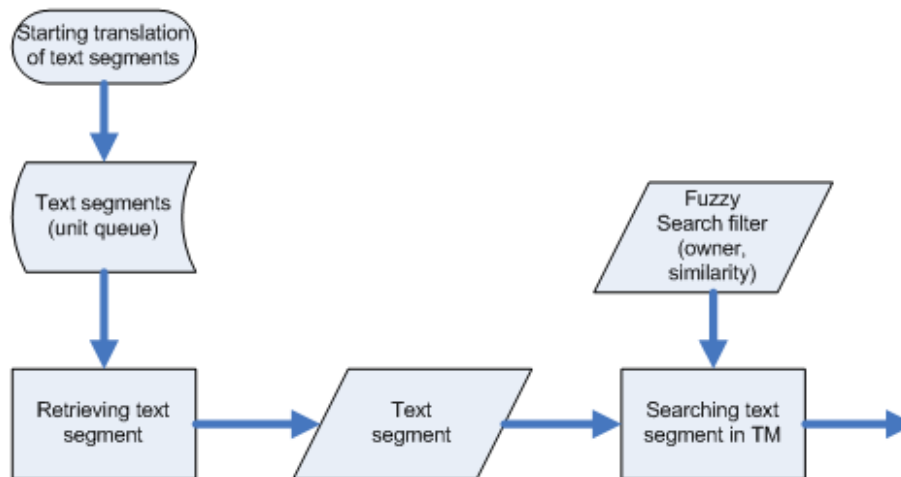 Starting translation
of text segments
Text segments
(unit queue)
Fuzzy
Search filter
(owner,
similarity)
Retrieving text
segment
Text
segment
Searching text
segment in TM